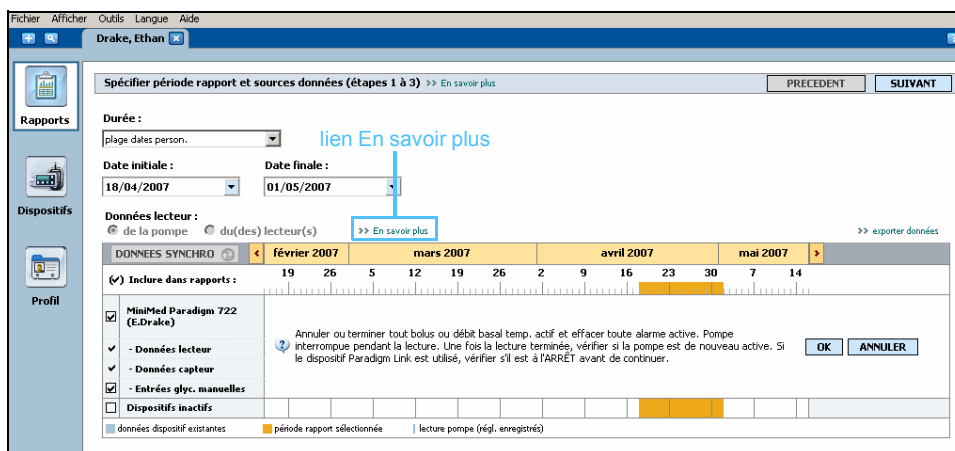 Fichier Afficher Outils Langue Aide
Drake, Ethan
Rapports
Dispositifs
Profil
Spécifier période rapport et sources données (étapes 1 à 3) >> En savoir plus
PRECEDENT SUIVANT
Durée :
plage dates person.
lien En savoir plus
Date initiale : Date finale :
18/04/2007 01/05/2007
Données lecteur :
de la pompe du(des) lecteur(s) >> En savoir plus >> exporter données
DONNEES SYNCHRO < février 2007 mars 2007 avril 2007 mai 2007 >
(✓) Inclure dans rapports : 19 26 5 12 19 26 2 9 16 23 30 7 14
MiniMed Paradigm 722
(E.Drake)
- Données lecteur
- Données capteur
- Entrées glyc. manuelles
Annuler ou terminer tout bolus ou débit basal temp. actif et effacer toute alarme active. Pompe
interrompue pendant la lecture. Une fois la lecture terminée, vérifier si la pompe est de nouveau active. Si
le dispositif Paradigm Link est utilisé, vérifier s'il est à l'ARRÊT avant de continuer.
OK ANNULER
Dispositifs inactifs
données dispositif existantes période rapport sélectionnée lecture pompe (régl. enregistrés)